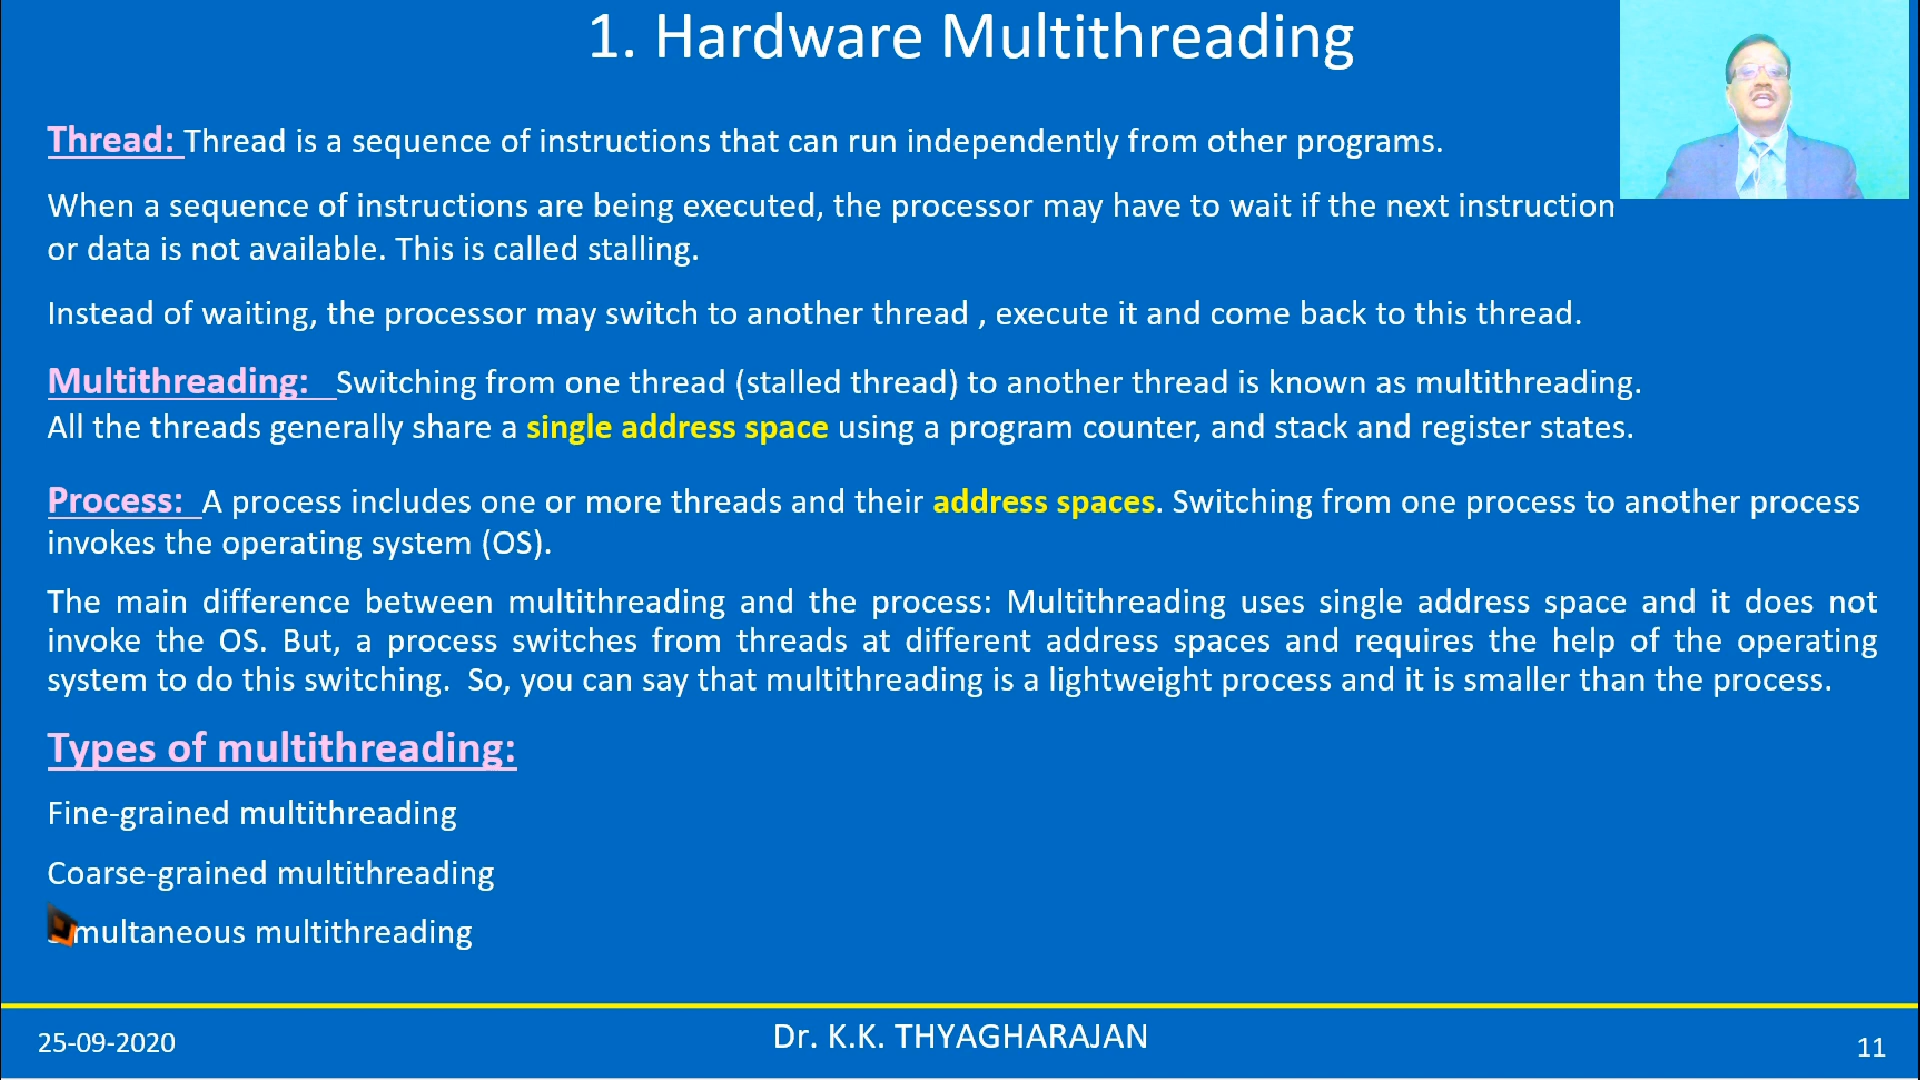 1. Hardware Multithreading
Thread: Thread is a sequence of instructions that can run independently from other programs.
When a sequence of instructions are being executed, the processor may have to wait if the next instruction
or data is not available. This is called stalling.
Instead of waiting, the processor may switch to another thread , execute it and come back to this thread.
Multithreading: Switching from one thread (stalled thread) to another thread is known as multithreading.
All the threads generally share a single address space using a program counter, and stack and register states.
Process: A process includes one or more threads and their address spaces. Switching from one process to another process
invokes the operating system (OS).
The main difference between multithreading and the process: Multithreading uses single address space and it does not
invoke the OS. But, a process switches from threads at different address spaces and requires the help of the operating
system to do this switching. So, you can say that multithreading is a lightweight process and it is smaller than the process.
Types of multithreading:
Fine-grained multithreading
Coarse-grained multithreading
multithreading
25-09-2020
Dr. K.K. THYAGHARAJAN
11